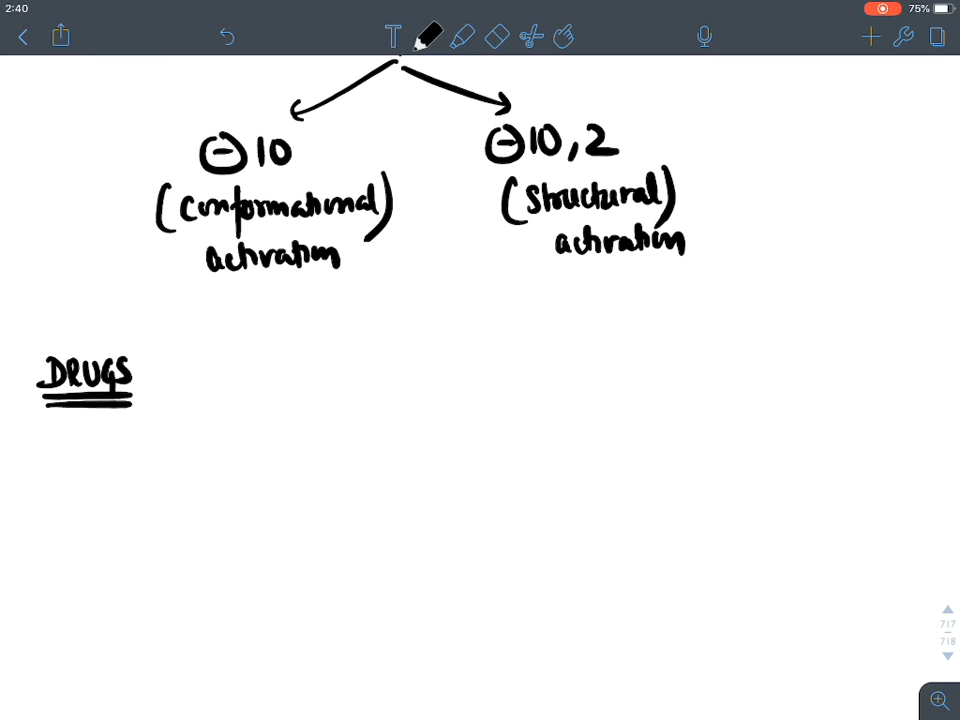 2:40
75%
T
⊖ 10
⊖ 10, 2
(conformational)
activation
(structural)
activation
DRUGS
717
718